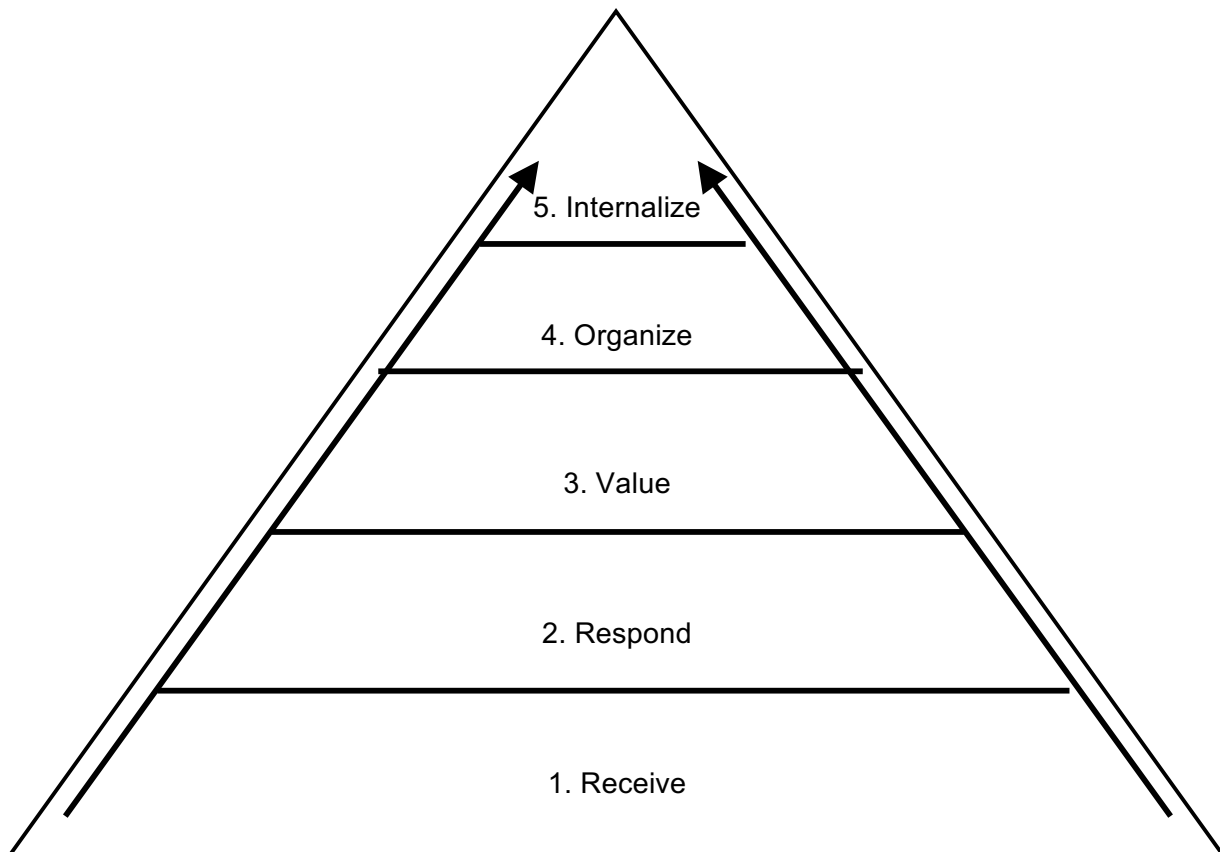 5. Internalize
4. Organize
3. Value
2. Respond
1. Receive